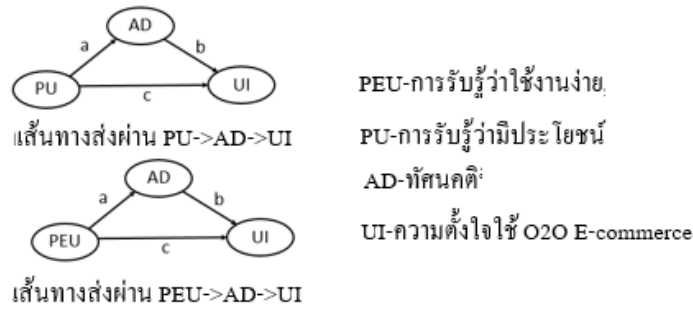 AD
a
b
PU
UI
c
เส้นทางส่งผ่าน PU->AD->UI
AD
a
b
PEU
UI
c
เส้นทางส่งผ่าน PEU->AD->UI
PEU-การรับรู้ว่าใช้งานง่าย
PU-การรับรู้ว่ามีประโยชน์
AD-ทัศนคติ
UI-ความตั้งใจใช้ O2O E-commerce